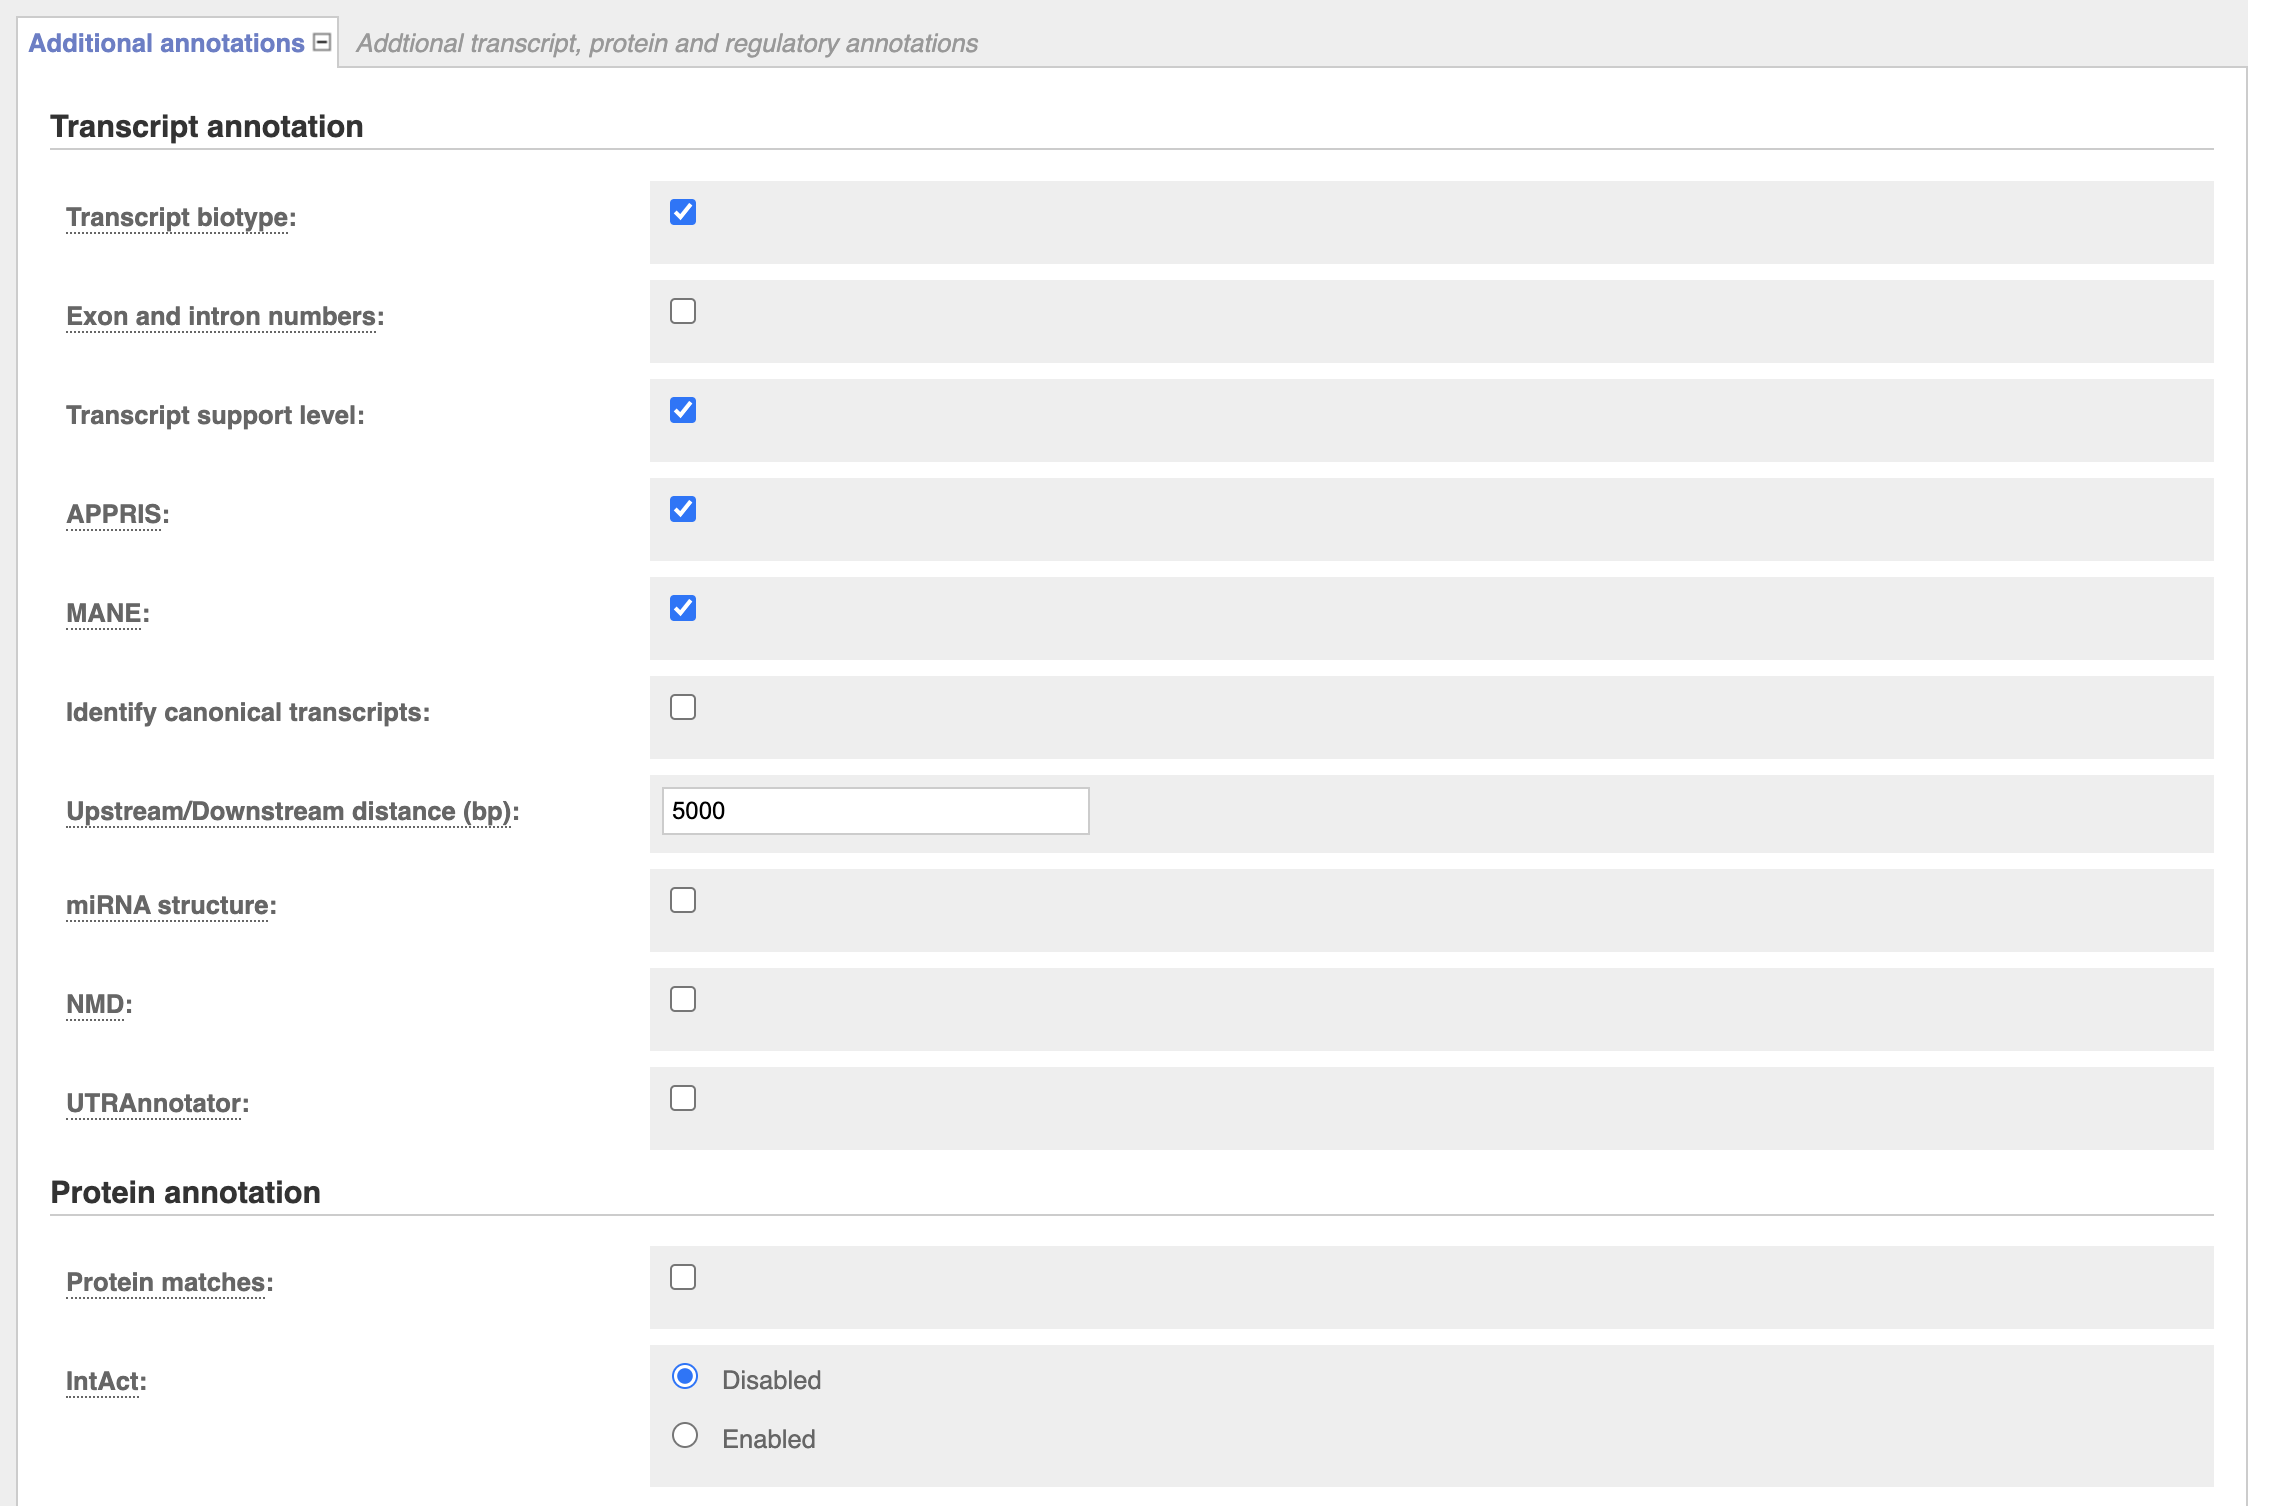 Additional annotations Addtional transcript, protein and regulatory annotations
Transcript annotation
Transcript biotype:
Exon and intron numbers:
Transcript support level:
APPRIS:
MANE:
Identify canonical transcripts:
Upstream/Downstream distance (bp): 5000
miRNA structure:
NMD:
UTRAnnotator:
Protein annotation
Protein matches:
IntAct: Disabled
Enabled